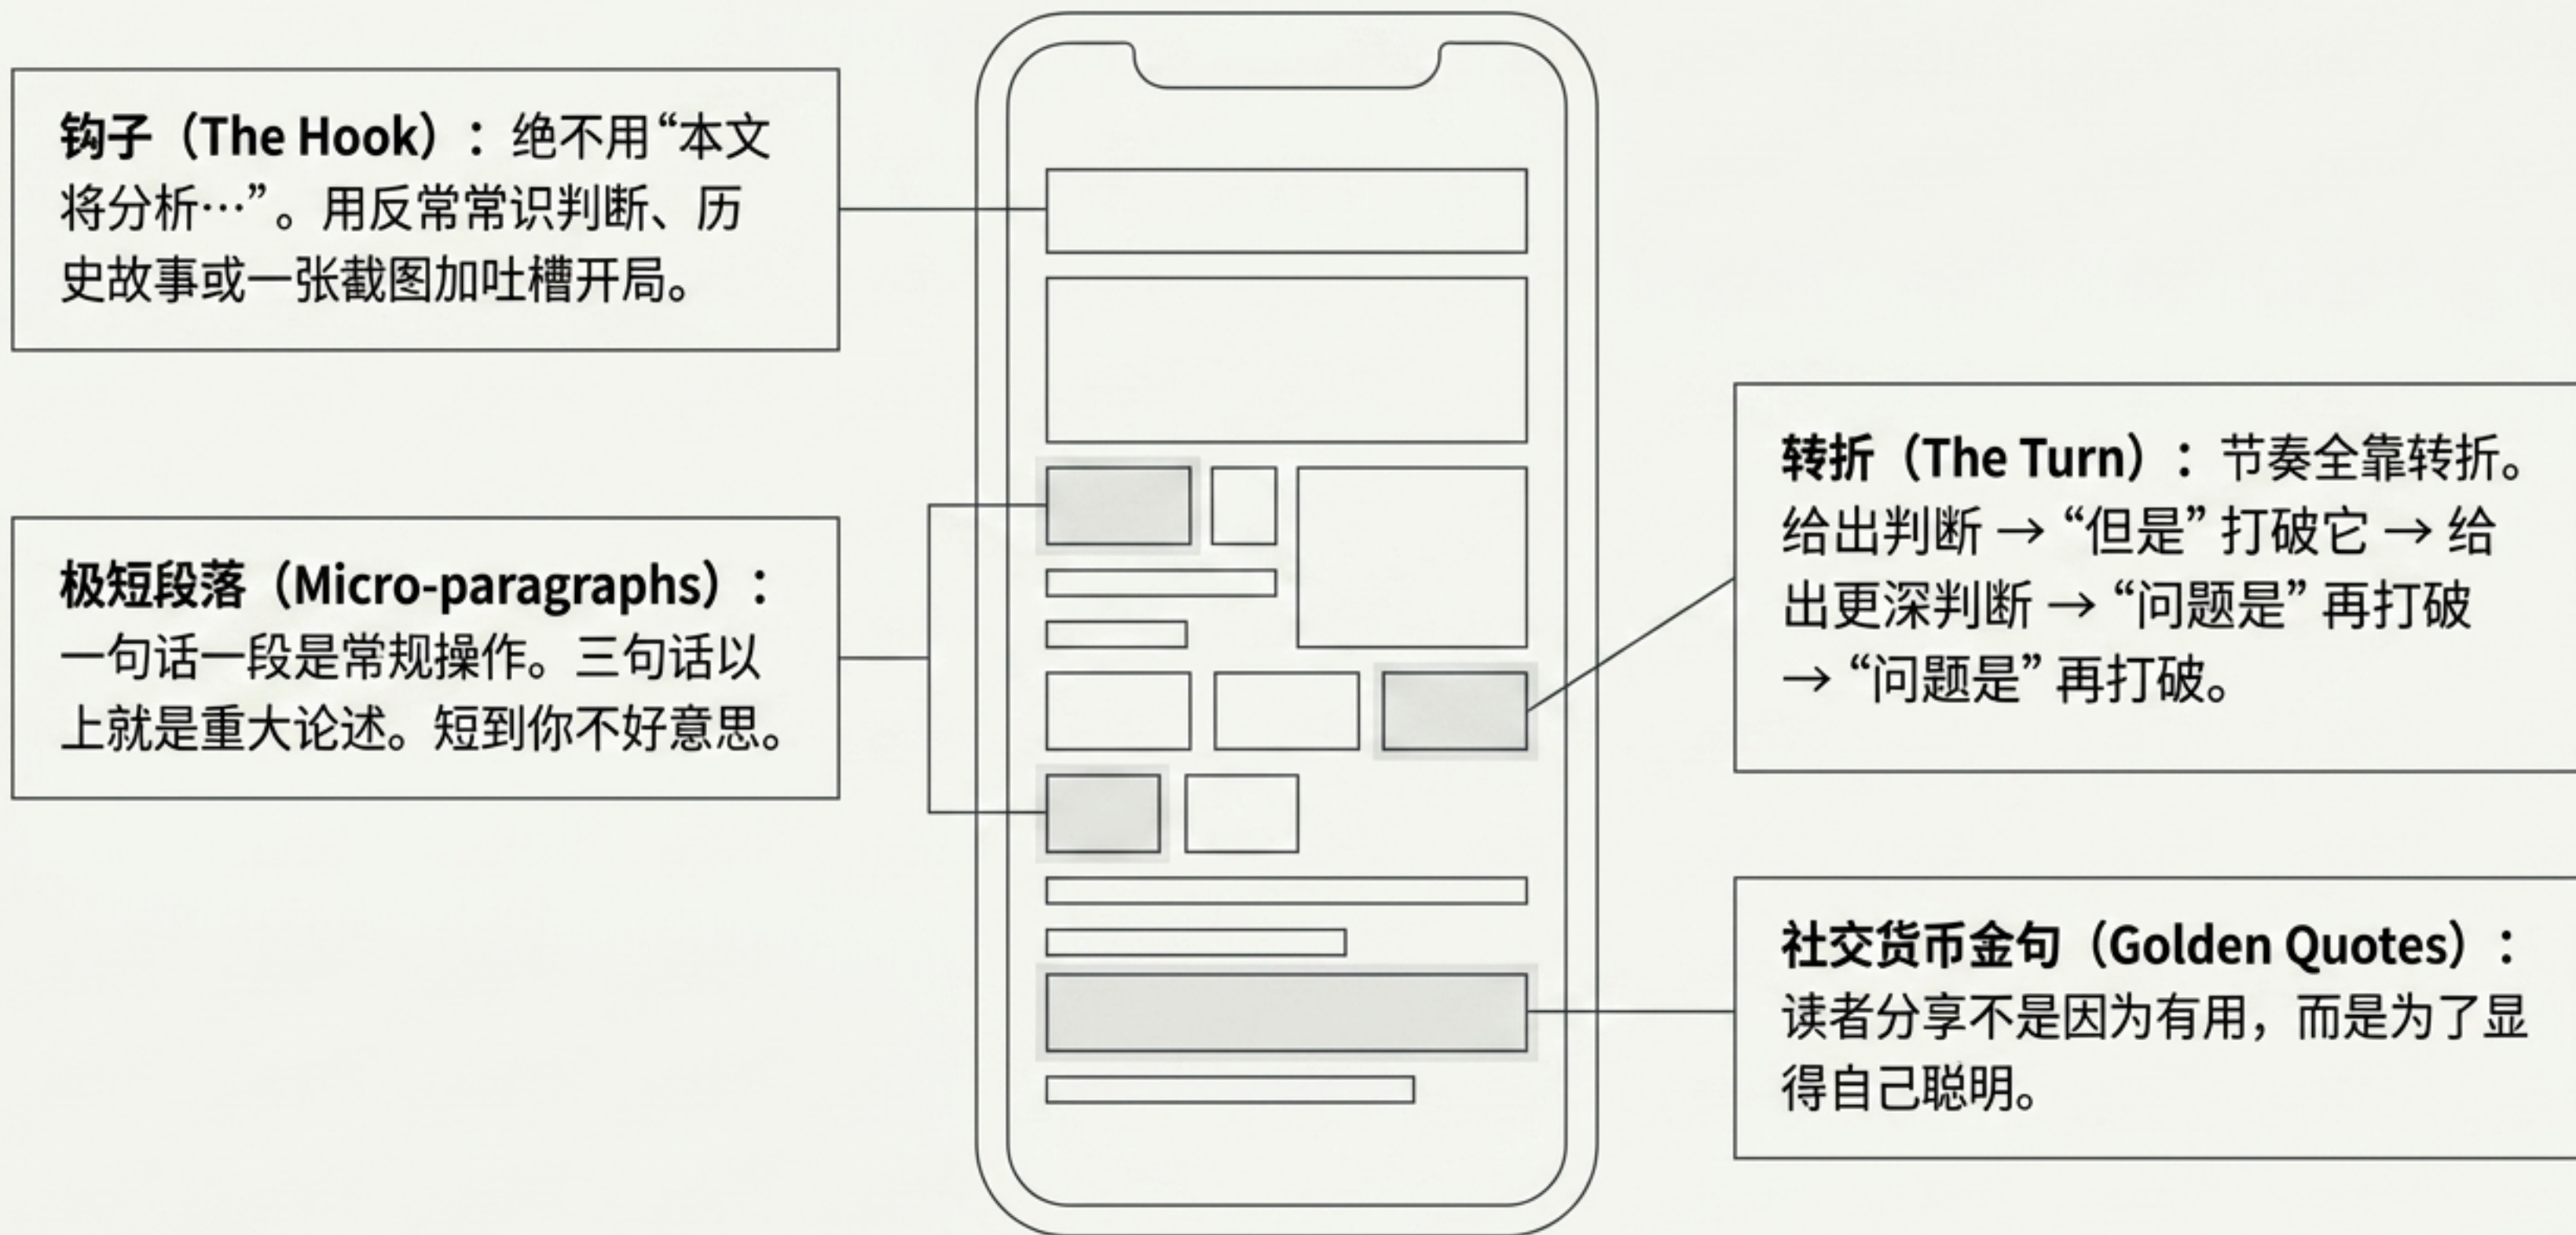 钩子（The Hook）：绝不用“本文
将分析…”。用反常常识判断、历
史故事或一张截图加吐槽开局。
极短段落（Micro-paragraphs）：
一句话一段是常规操作。三句话以
上就是重大论述。短到你不好意思。
转折（The Turn）：节奏全靠转折。
给出判断 → “但是” 打破它 → 给
出更深判断 → “问题是” 再打破
→ “问题是” 再打破。
社交货币金句（Golden Quotes）：
读者分享不是因为有用，而是为了显
得自己聪明。